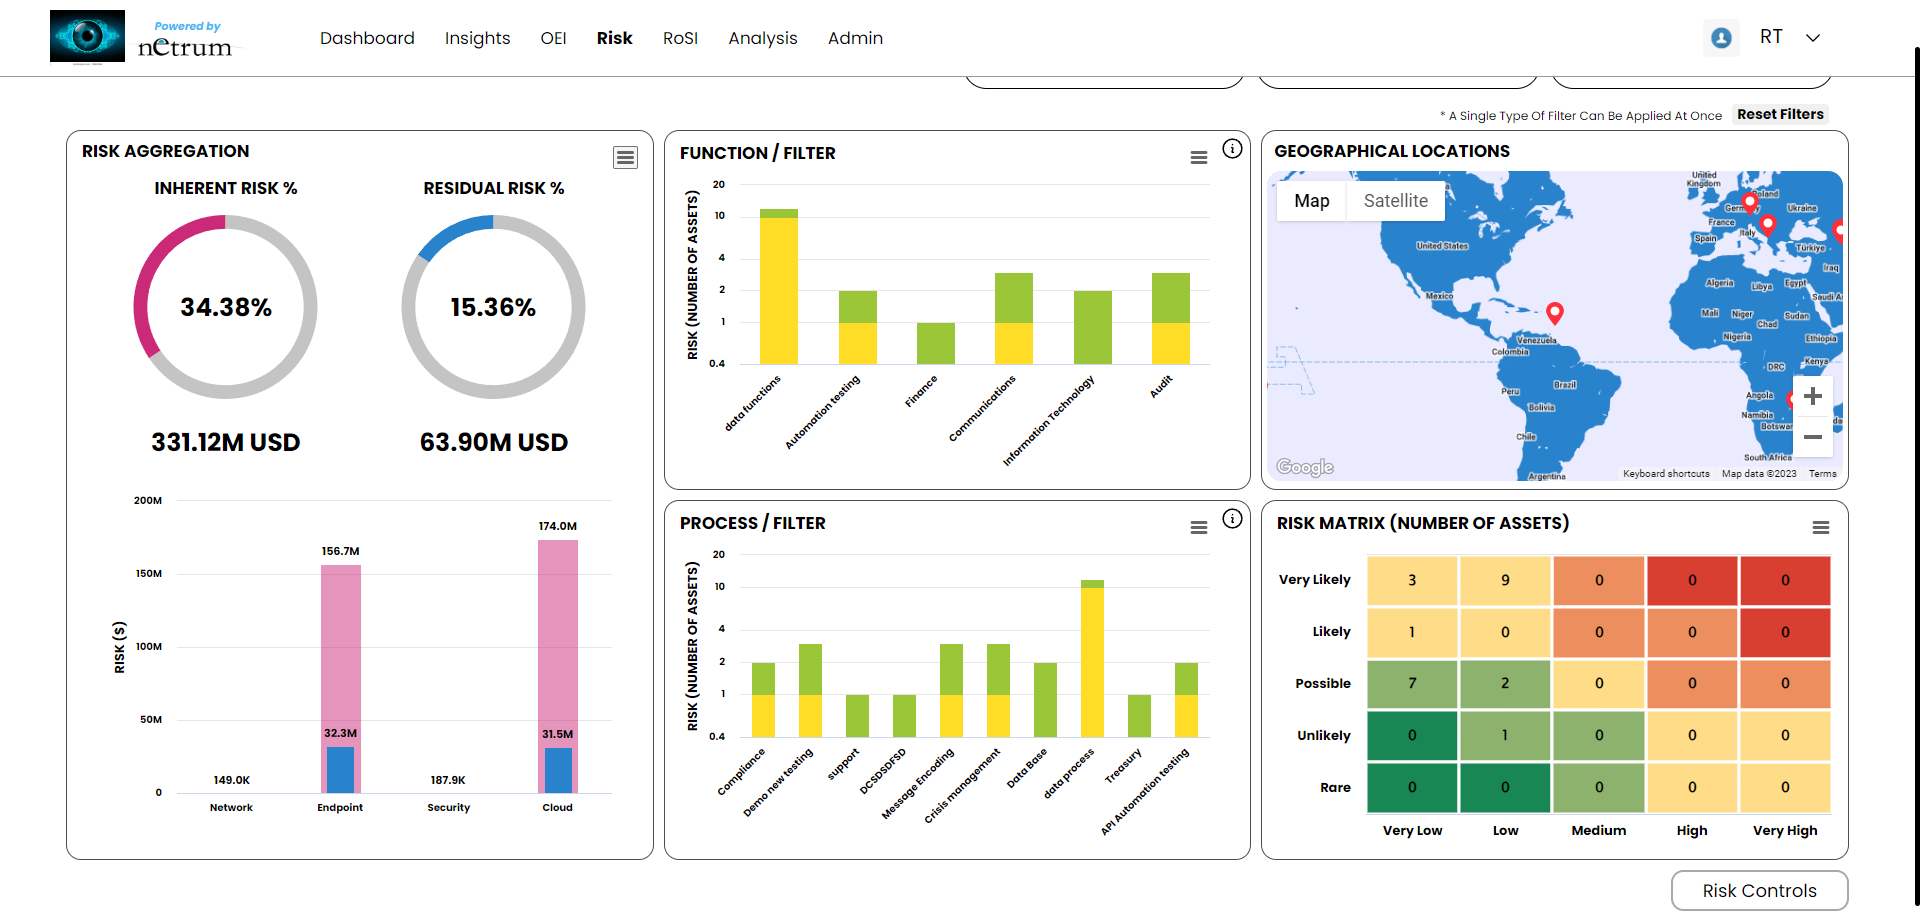 Powered by
netrum
Dashboard
Insights
OEI
Risk
RoSI
Analysis
Admin
RT
* A Single Type Of Filter Can Be Applied At Once
Reset Filters
RISK AGGREGATION
INHERENT RISK %
RESIDUAL RISK %
34.38%
15.36%
331.12M USD
63.90M USD
200M
150M
100M
50M
0
RISK ($)
149.0K
156.7M
32.3M
187.9K
174.0M
31.5M
Network
Endpoint
Security
Cloud
FUNCTION / FILTER
RISK (NUMBER OF ASSETS)
20
10
4
2
1
0.4
data functions
Automation testing
Finance
Communications
Information Technology
Audit
PROCESS / FILTER
RISK (NUMBER OF ASSETS)
20
10
4
2
1
0.4
Compliance
Demo new testing
support
DCSDSDFSD
Message Encoding
Crisis management
Data Base
data process
Treasury
API Automation testing
GEOGRAPHICAL LOCATIONS
Map
Satellite
United Kingdom
Poland
Germany
Ukraine
France
Italy
Spain
Türkiye
United States
Iraq
Algeria
Libya
Egypt
Saudi A
Mexico
Mali
Niger
Chad
Sudan
Nigeria
Ethiopia
Venezuela
Colombia
Kenya
DRC
Peru
Brazil
Angola
Bolivia
Namibia
Botswan
Chile
South Africa
Argentina
Google
Keyboard shortcuts
Map data ©2023
Terms
RISK MATRIX (NUMBER OF ASSETS)
Very Likely 3 9 0 0 0
Likely 1 0 0 0 0
Possible 7 2 0 0 0
Unlikely 0 1 0 0 0
Rare 0 0 0 0 0
Very Low Low Medium High Very High
Risk Controls